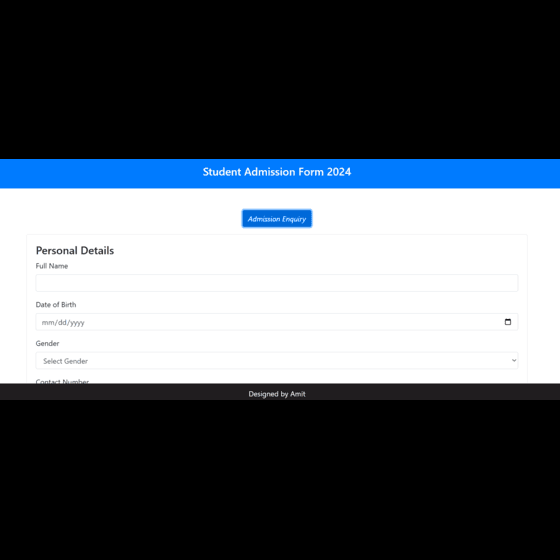 Student Admission Form 2024
Admission Enquiry
Personal Details
Full Name
Date of Birth
mm/dd/yyyy
Gender
Select Gender
Contact Number
Designed by Amit